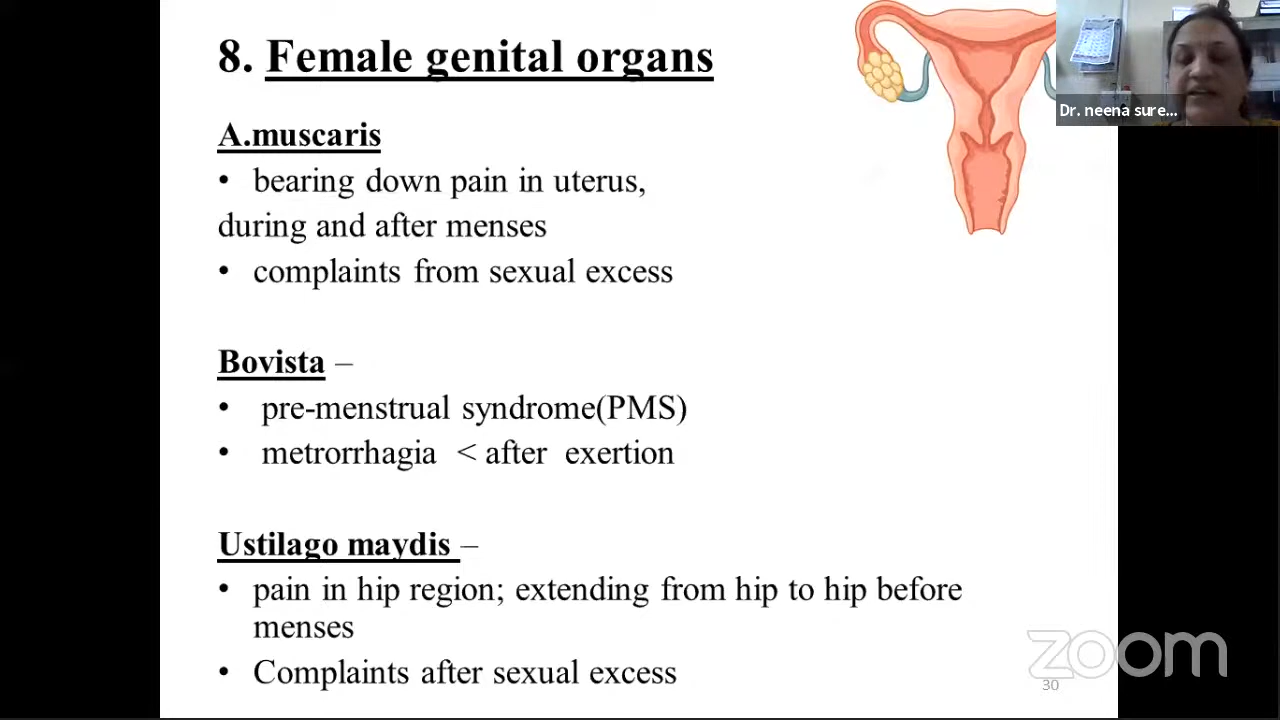 8. Female genital organs
Dr. neena sure...
A.muscaris
• bearing down pain in uterus,
during and after menses
• complaints from sexual excess
Bovista –
• pre-menstrual syndrome(PMS)
• metrorrhagia < after exertion
Ustilago maydis –
• pain in hip region; extending from hip to hip before
menses
• Complaints after sexual excess
zoom
30